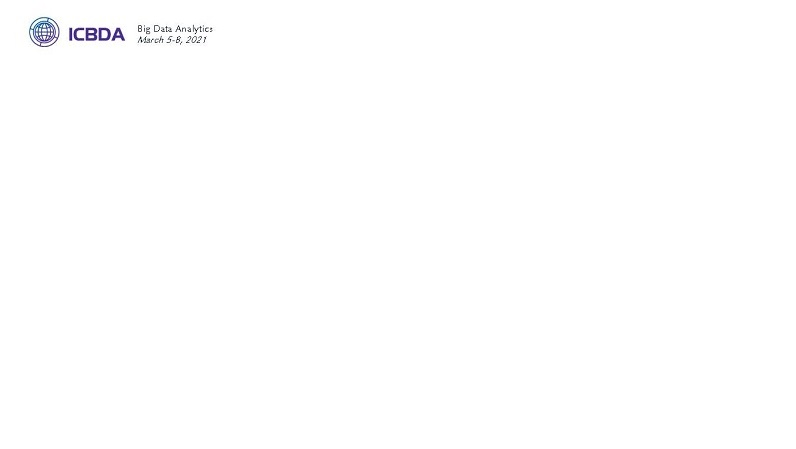 ICBDA
Big Data Analytics
March 5-8, 2021